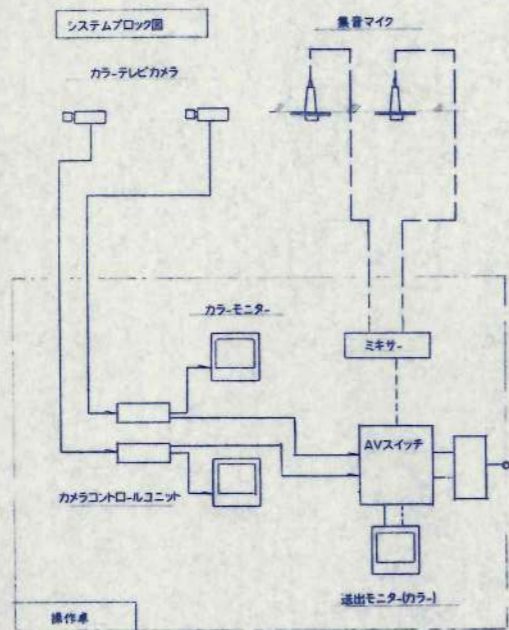 システムブロック図
集音マイク
カラーテレビカメラ
カラーモニター
ミキサー
AVスイッチ
カメラコントロールユニット
送出モニター(カラー)
操作卓